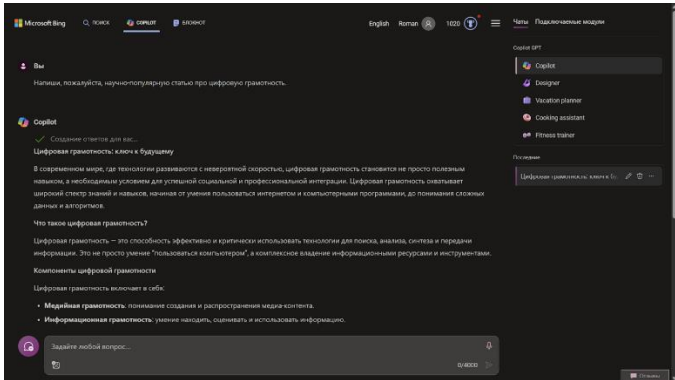 Microsoft Bing
ПОИСК
COPILOT
БЛОКНОТ
English
Roman
1020
Чаты
Подключаемые модули
Copilot GPT
Copilot
Designer
Vacation planner
Cooking assistant
Fitness trainer
Последние
Цифровая грамотность: ключ к бу
Вы
Напиши, пожалуйста, научно-популярную статью про цифровую грамотность.
Copilot
Создание ответов для вас...
Цифровая грамотность: ключ к будущему
В современном мире, где технологии развиваются с невероятной скоростью, цифровая грамотность становится не просто полезным
навыком, а необходимым условием для успешной социальной и профессиональной интеграции. Цифровая грамотность охватывает
широкий спектр знаний и навыков, начиная от умения пользоваться интернетом и компьютерными программами, до понимания сложных
данных и алгоритмов.
Что такое цифровая грамотность?
Цифровая грамотность — это способность эффективно и критически использовать технологии для поиска, анализа, синтеза и передачи
информации. Это не просто умение "пользоваться компьютером", а комплексное владение информационными ресурсами и инструментами.
Компоненты цифровой грамотности
Цифровая грамотность включает в себя:
• Медийная грамотность: понимание создания и распространения медиа-контента.
• Информационная грамотность: умение находить, оценивать и использовать информацию.
Задайте любой вопрос...
0/4000
Отзывы